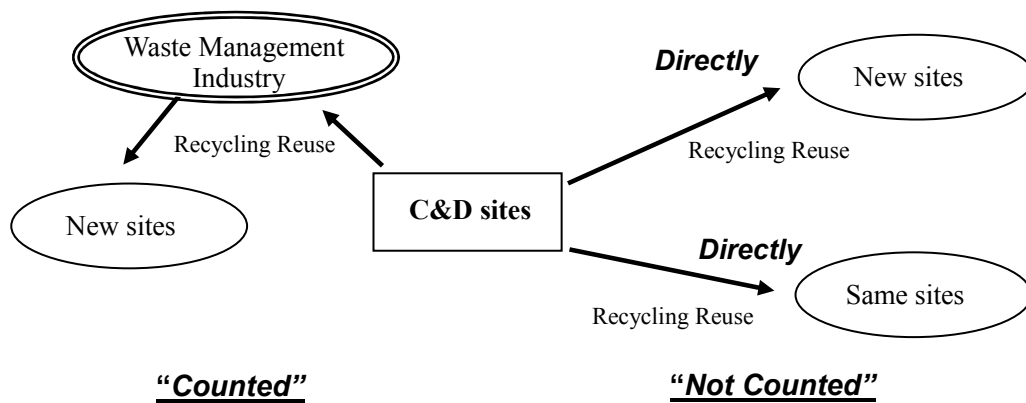 Waste Management
Industry
Directly
New sites
Recycling Reuse
Recycling Reuse
C&D sites
New sites
Directly
Same sites
Recycling Reuse
“Counted”
“Not Counted”